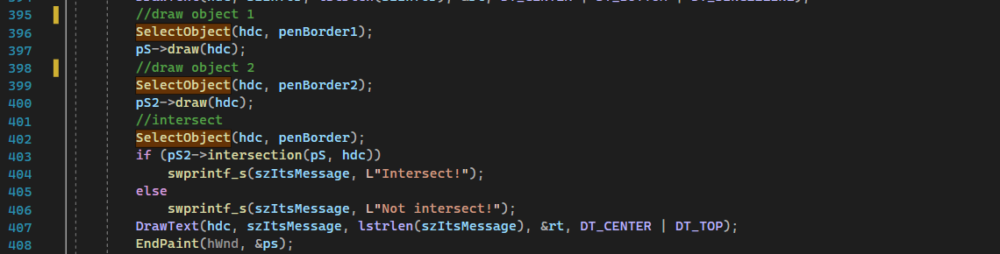 395 //draw object 1
396 SelectObject(hdc, penBorder1);
397 pS->draw(hdc);
398 //draw object 2
399 SelectObject(hdc, penBorder2);
400 pS2->draw(hdc);
401 //intersect
402 SelectObject(hdc, penBorder);
403 if (pS2->intersection(pS, hdc))
404 swprintf_s(szItsMessage, L"Intersect!");
405 else
406 swprintf_s(szItsMessage, L"Not intersect!");
407 DrawText(hdc, szItsMessage, lstrlen(szItsMessage), &rt, DT_CENTER | DT_TOP);
408 EndPaint(hWnd, &ps);